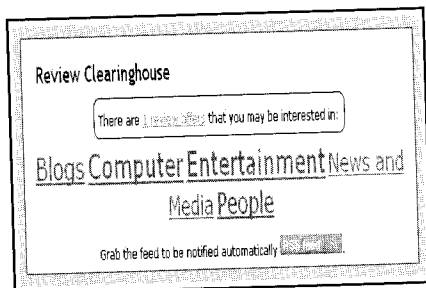 Review Clearinghouse
There are 1 review offers that you may be interested in:
Blogs Computer Entertainment News and
Media People
Grab the feed to be notified automatically